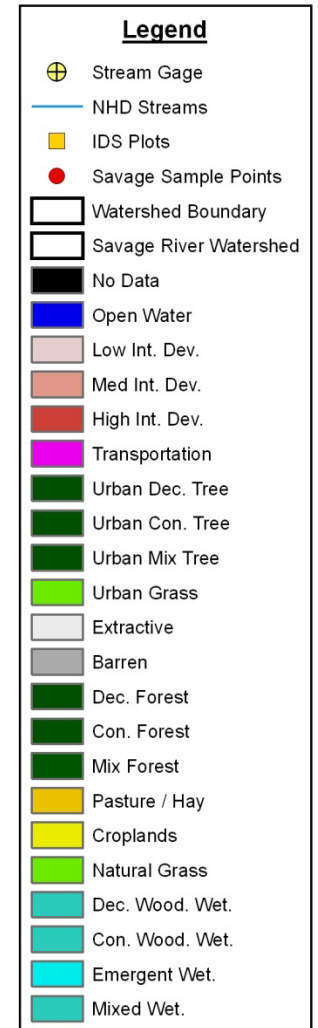 Legend
Stream Gage
NHD Streams
IDS Plots
Savage Sample Points
Watershed Boundary
Savage River Watershed
No Data
Open Water
Low Int. Dev.
Med Int. Dev.
High Int. Dev.
Transportation
Urban Dec. Tree
Urban Con. Tree
Urban Mix Tree
Urban Grass
Extractive
Barren
Dec. Forest
Con. Forest
Mix Forest
Pasture / Hay
Croplands
Natural Grass
Dec. Wood. Wet.
Con. Wood. Wet.
Emergent Wet.
Mixed Wet.